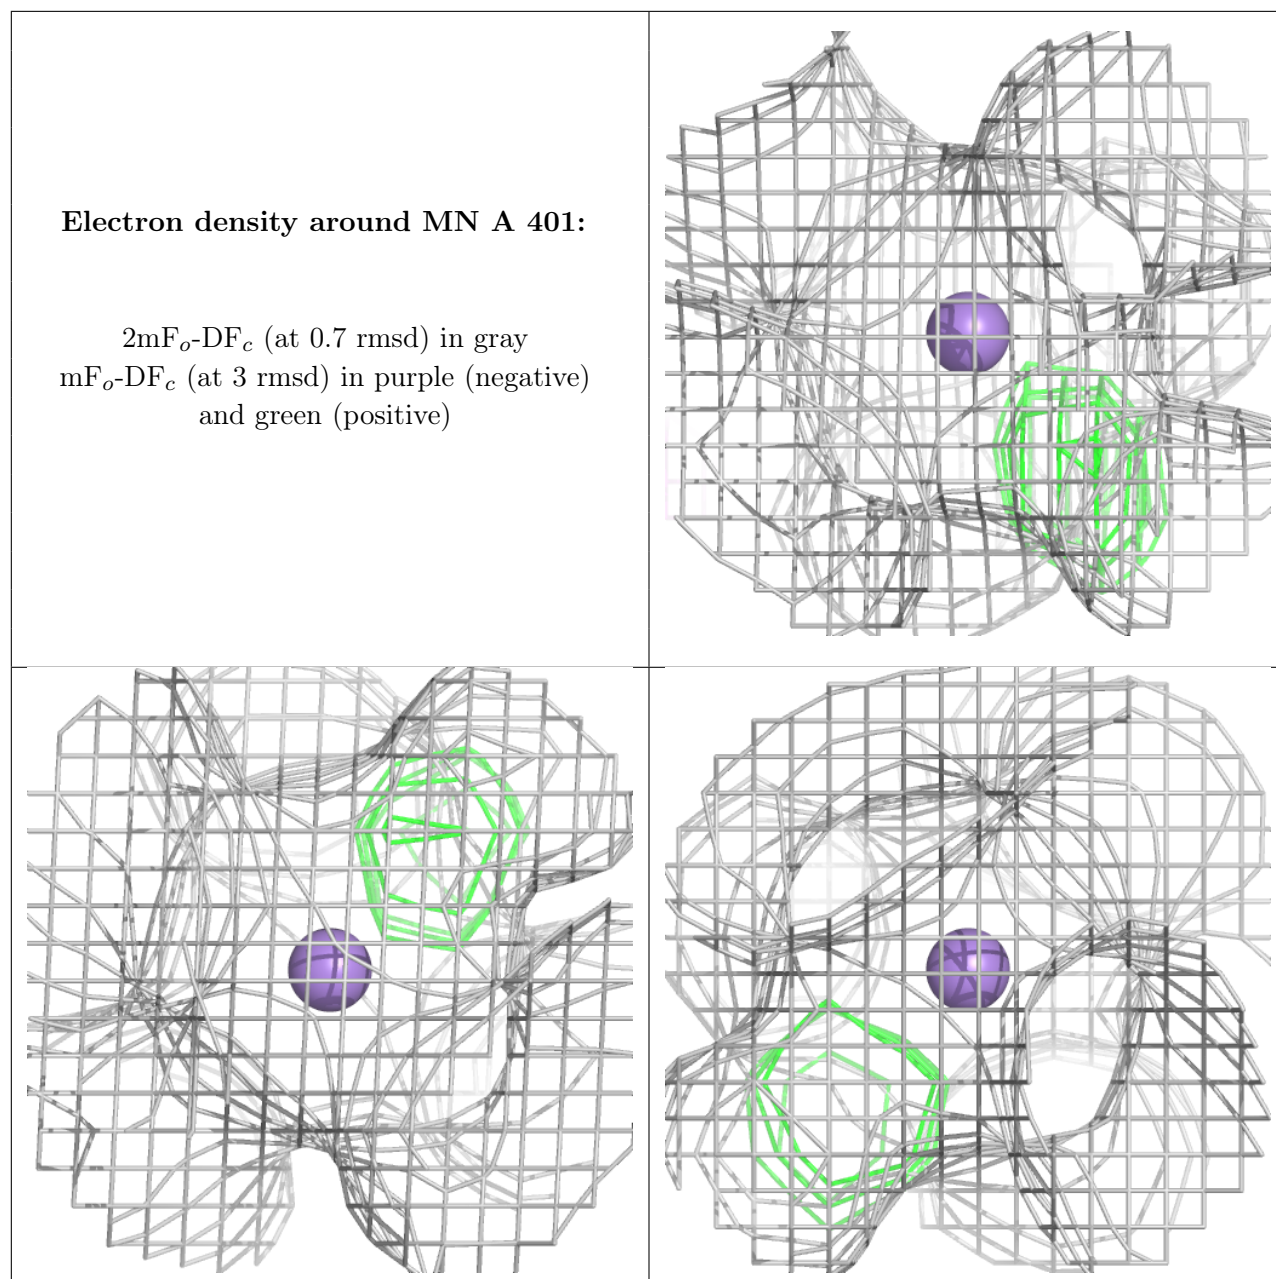 Electron density around MN A 401:
2mFo-DFc (at 0.7 rmsd) in gray
mFo-DFc (at 3 rmsd) in purple (negative)
and green (positive)